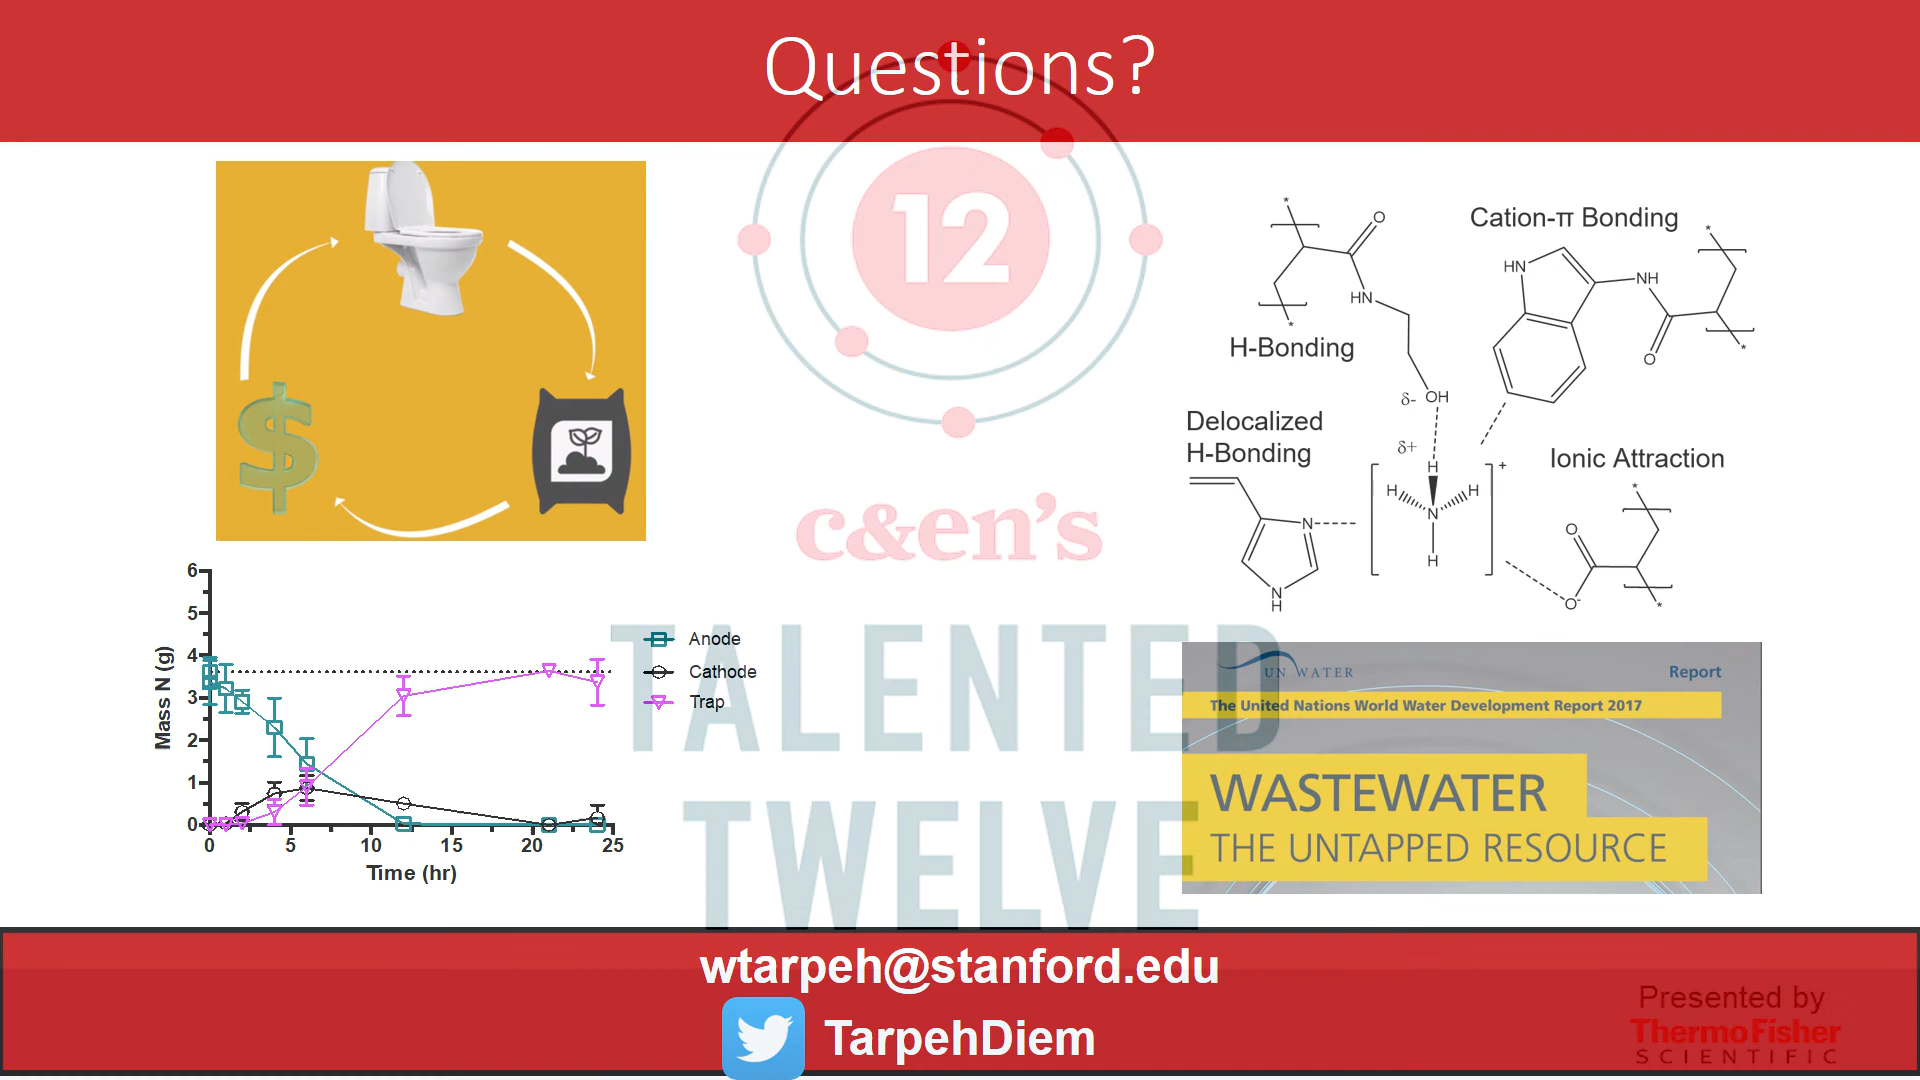 Questions?
12
c&en's
TALENTED
TWELVE
$
6
5
4
3
2
1
0
Mass N (g)
0 5 10 15 20 25
Time (hr)
Anode
Cathode
Trap
Cation-π Bonding
H-Bonding
Delocalized
H-Bonding
Ionic Attraction
*
O
HN
*
δ- OH
HN
NH
O
*
*
δ+
H
H H
N
H
+
N
N
H
*
O
O-
*
UN WATER
Report
The United Nations World Water Development Report 2017
WASTEWATER
THE UNTAPPED RESOURCE
wtarpeh@stanford.edu
TarpehDiem
Presented by
ThermoFisher
SCIENTIFIC